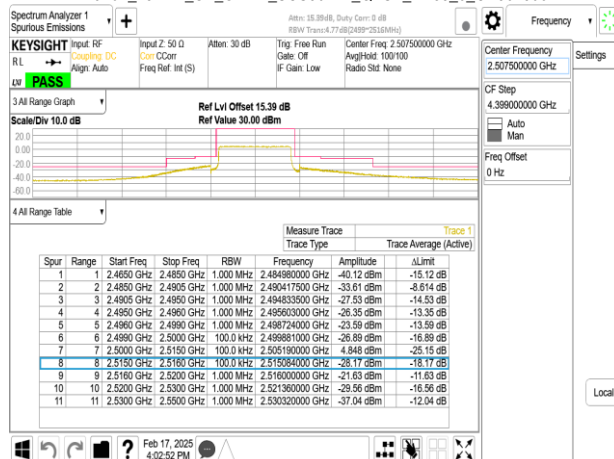 Spectrum Analyzer 1
Spurious Emissions
Attn: 15.39dB, Duty Corr: 0 dB
RBW Trans:4.77dB(2499~2516MHz)
Frequency
Settings
KEYSIGHT Input: RF Input Z: 50 Ω Atten: 30 dB Trig: Free Run Center Freq: 2.507500000 GHz
RL Coupling: DC Corr CCorr Gate: Off Avg|Hold: 100/100
Align: Auto Freq Ref: Int (S) IF Gain: Low Radio Std: None
LXI PASS
Center Frequency
2.507500000 GHz
CF Step
4.399000000 GHz
Auto
Man
Freq Offset
0 Hz
3 All Range Graph
Ref Lvl Offset 15.39 dB
Scale/Div 10.0 dB Ref Value 30.00 dBm
20.0
0.00
-20.0
-40.0
-60.0
4 All Range Table
Measure Trace Trace 1
Trace Type Trace Average (Active)
Spur Range Start Freq Stop Freq RBW Frequency Amplitude ΔLimit
1 1 2.4650 GHz 2.4850 GHz 1.000 MHz 2.484980000 GHz -40.12 dBm -15.12 dB
2 2 2.4850 GHz 2.4905 GHz 1.000 MHz 2.490417500 GHz -33.61 dBm -8.614 dB
3 3 2.4905 GHz 2.4950 GHz 1.000 MHz 2.494833500 GHz -27.53 dBm -14.53 dB
4 4 2.4950 GHz 2.4960 GHz 1.000 MHz 2.495603000 GHz -26.35 dBm -13.35 dB
5 5 2.4960 GHz 2.4990 GHz 1.000 MHz 2.498724000 GHz -23.59 dBm -13.59 dB
6 6 2.4990 GHz 2.5000 GHz 100.0 kHz 2.499881000 GHz -26.89 dBm -16.89 dB
7 7 2.5000 GHz 2.5150 GHz 100.0 kHz 2.505190000 GHz 4.848 dBm -25.15 dB
8 8 2.5150 GHz 2.5160 GHz 100.0 kHz 2.515084000 GHz -28.17 dBm -18.17 dB
9 9 2.5160 GHz 2.5200 GHz 1.000 MHz 2.516000000 GHz -21.63 dBm -11.63 dB
10 10 2.5200 GHz 2.5300 GHz 1.000 MHz 2.521360000 GHz -29.56 dBm -16.56 dB
11 11 2.5300 GHz 2.5500 GHz 1.000 MHz 2.530320000 GHz -37.04 dBm -12.04 dB
Local
Feb 17, 2025
4:02:52 PM